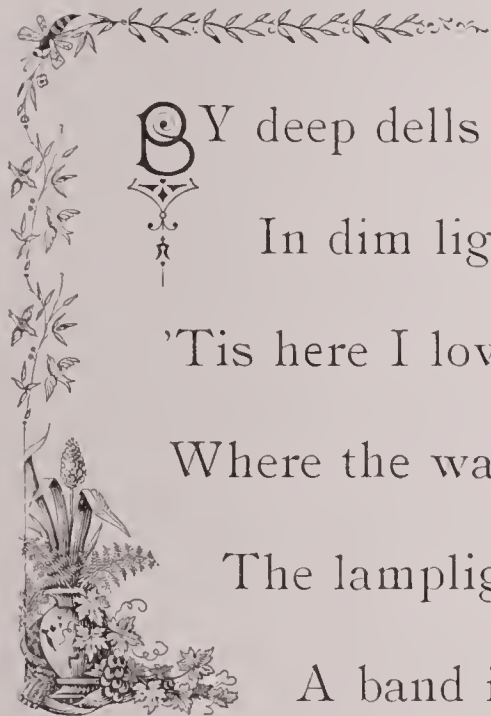 BY deep dells
In dim lig
'Tis here I lov
Where the wa
The lamplig
A band i